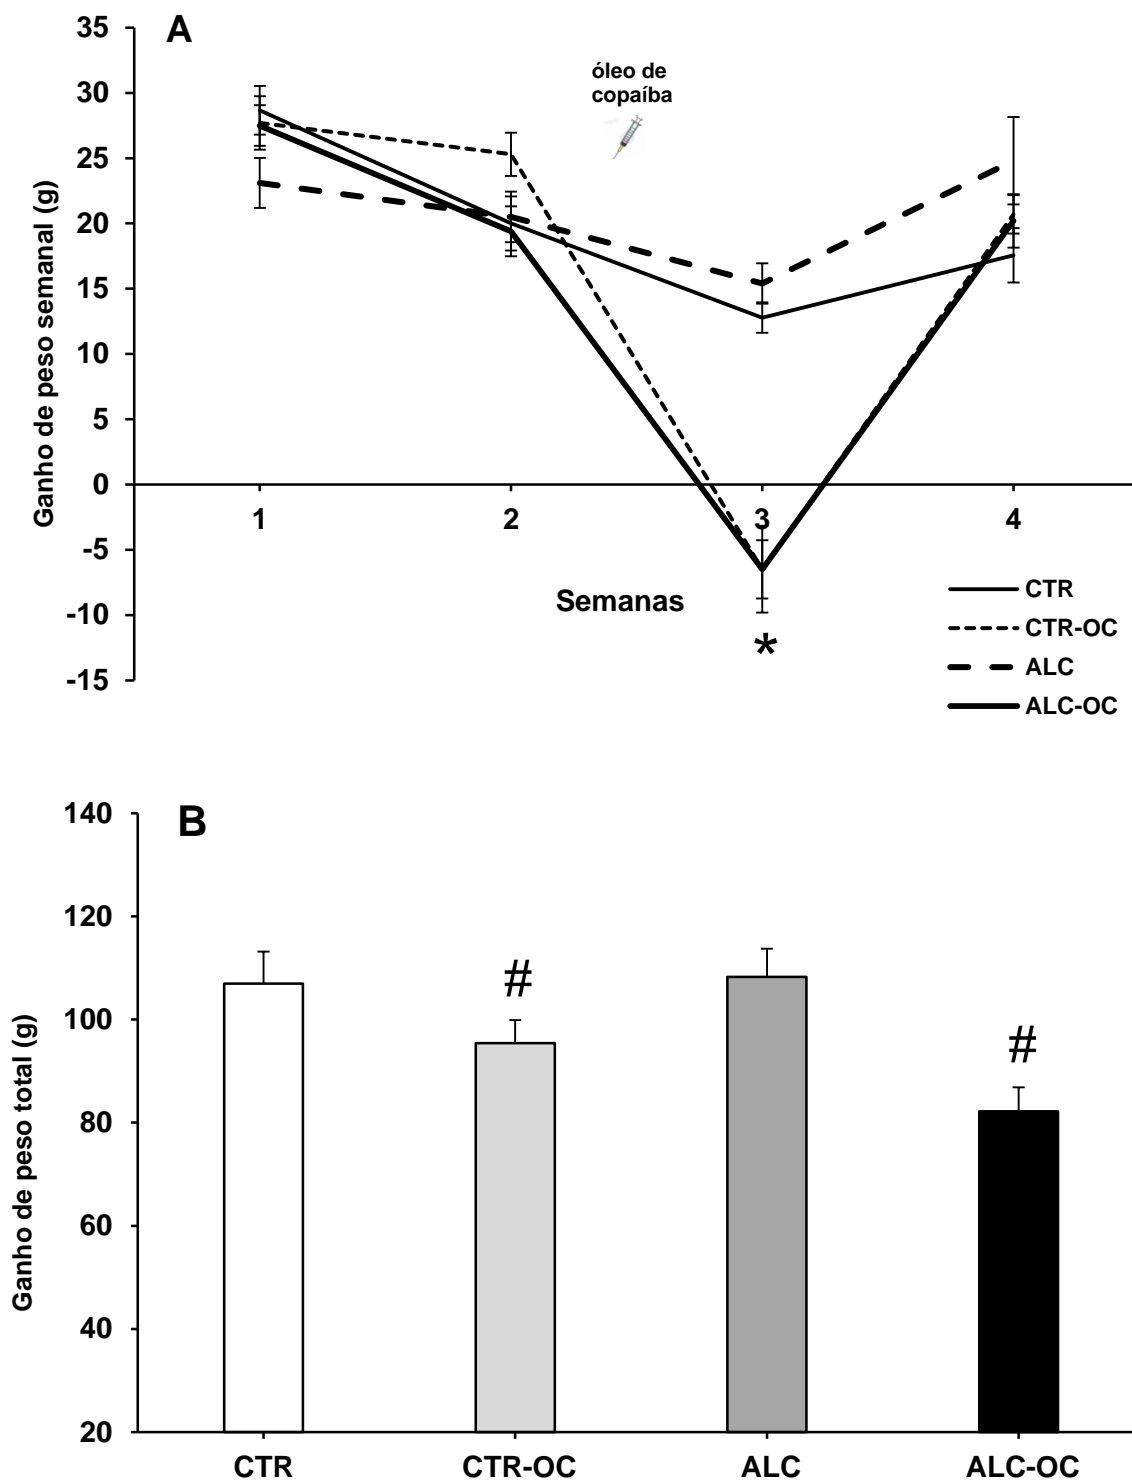 A
35
30
25
20
15
10
5
0
-5
-10
-15
Ganho de peso semanal (g)
óleo de
copaíba
1 2 3 4
Semanas
*
CTR
CTR-OC
ALC
ALC-OC
B
140
120
100
80
60
40
20
Ganho de peso total (g)
#
#
CTR CTR-OC ALC ALC-OC